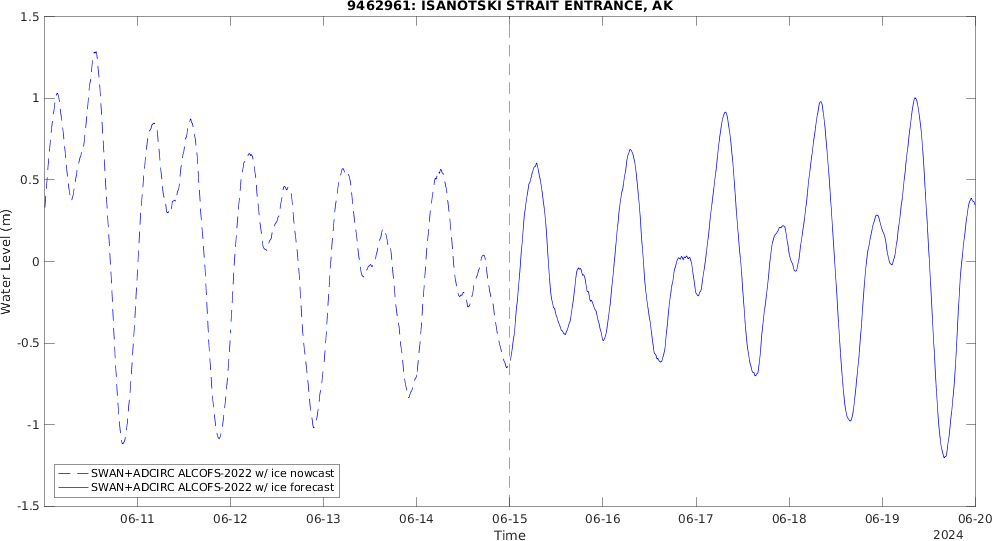 9462961: ISANOTSKI STRAIT ENTRANCE, AK
1.5
1
0.5
0
-0.5
-1
-1.5
Water Level (m)
SWAN+ADCIRC ALCOFS-2022 w/ ice nowcast
SWAN+ADCIRC ALCOFS-2022 w/ ice forecast
06-11 06-12 06-13 06-14 06-15 06-16 06-17 06-18 06-19 06-20
Time
2024